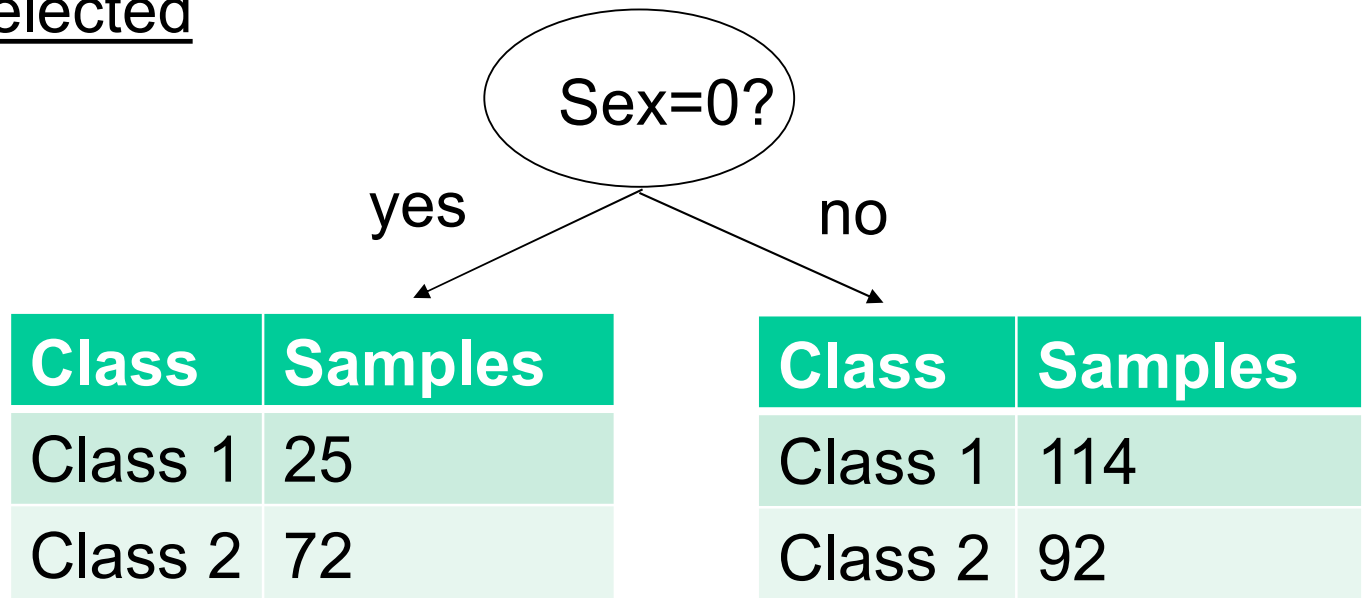 elected
Sex=0?
yes no
Class Samples Class Samples
Class 1 25 Class 1 114
Class 2 72 Class 2 92